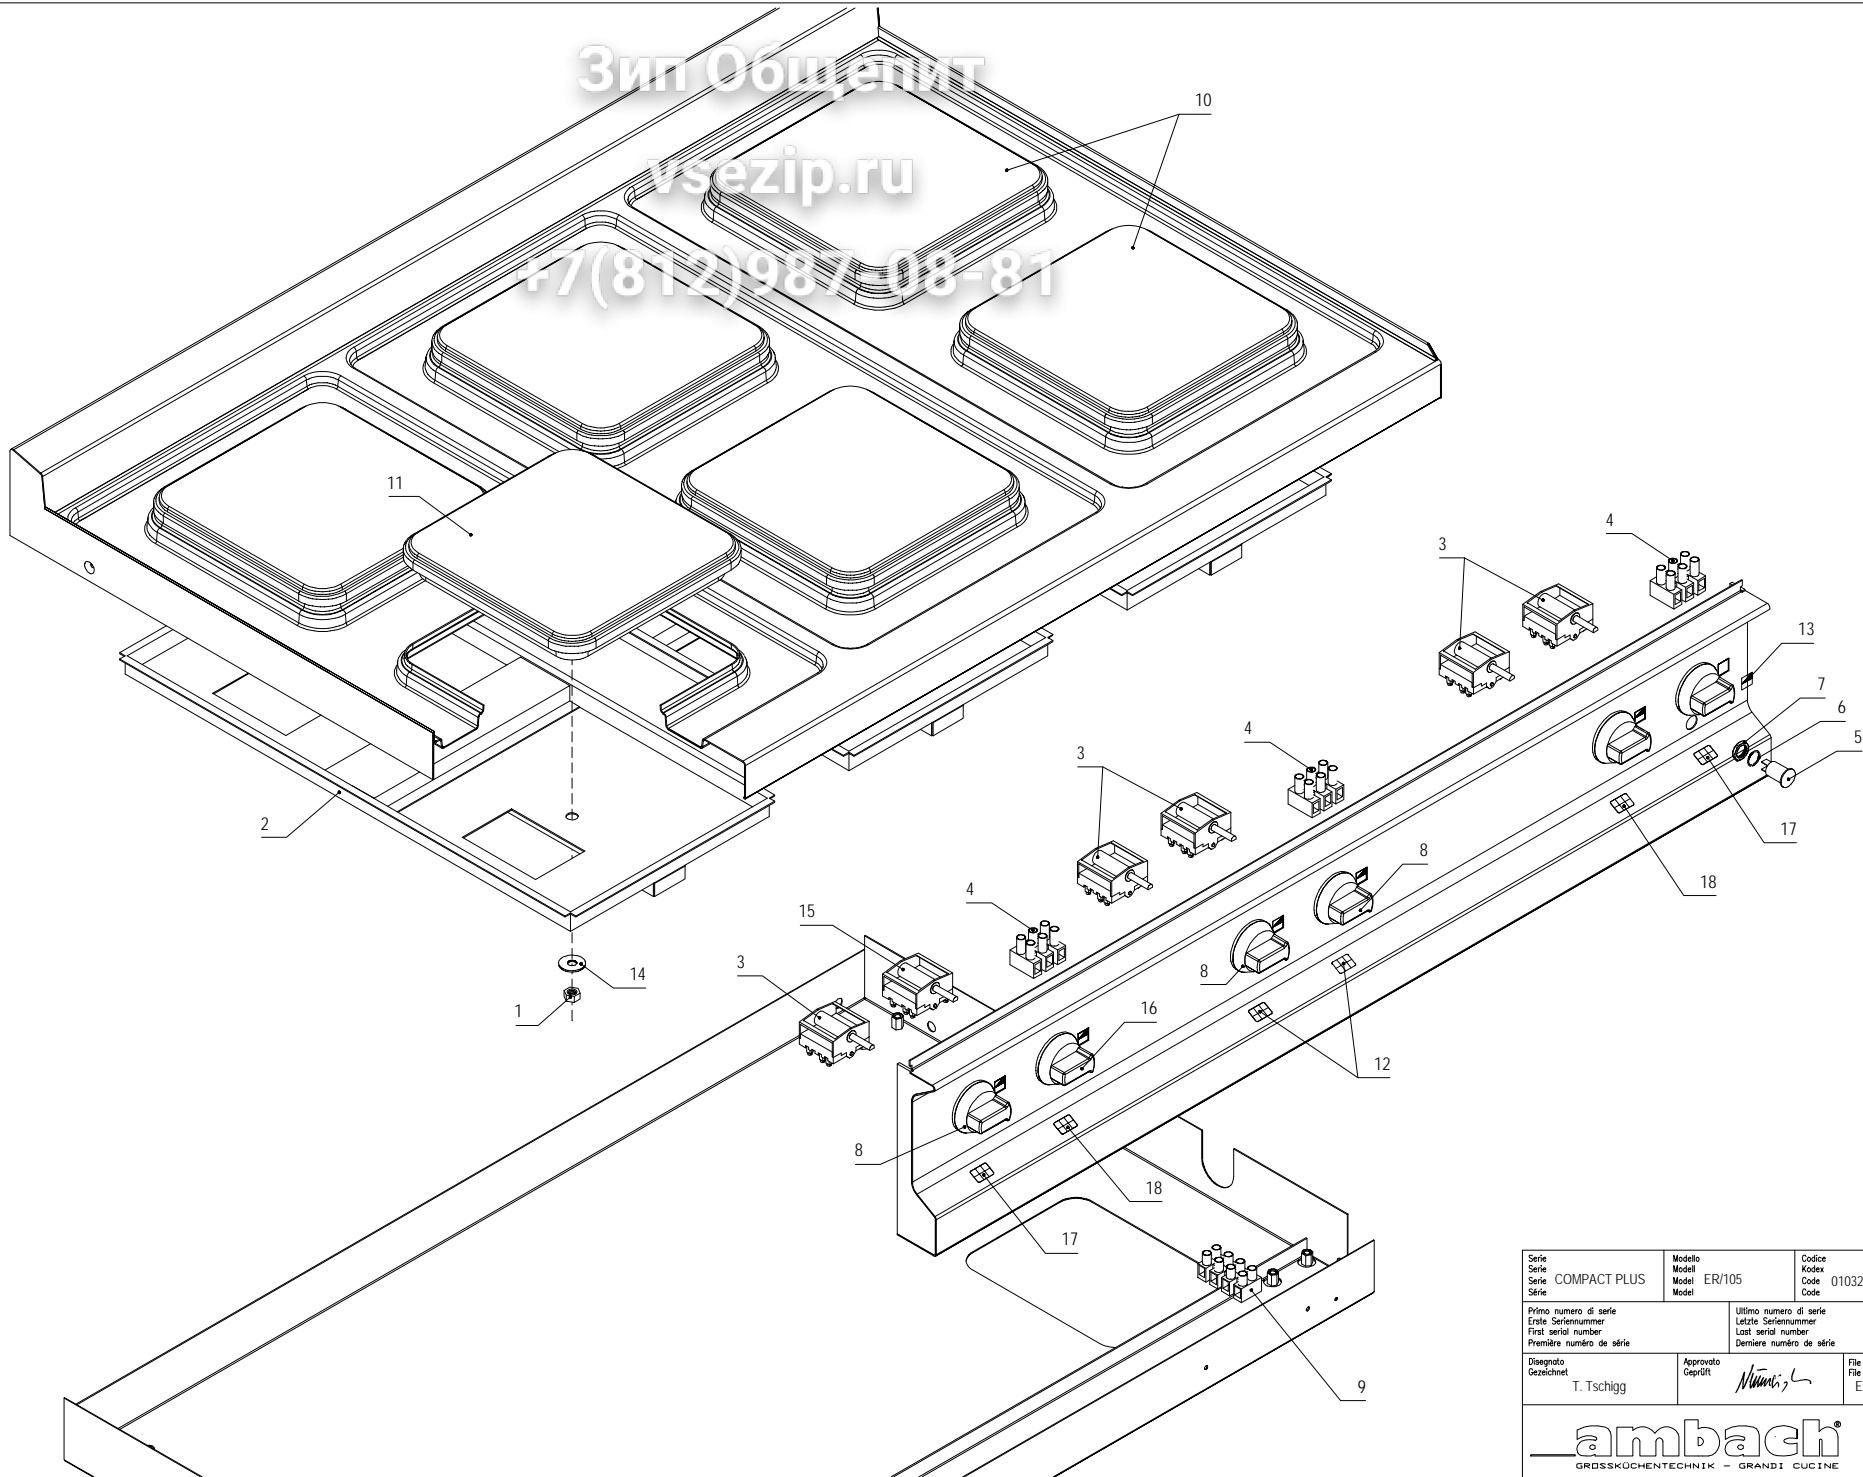 Зип Общепит
vsezip.ru
+7(812)987-08-81
10
11
4
3
13
7
6
5
4
3
2
17
8
18
4
15
3
14
8
1
16
12
8
18
17
9
Serie Modello Codice
Serie Modell Kodex
Serie COMPACT PLUS Model ER/105 Code 01032
Série Model Code
Primo numero di serie Ultimo numero di serie
Erste Seriennummer Letzte Seriennummer
First serial number Last serial number
Première numéro de série Derniere numéro de série
Disegnato Approvato File
Gezeichnet Geprüft File
T. Tschigg E
ambach®
GROSSKÜCHENTECHNIK – GRANDI CUCINE